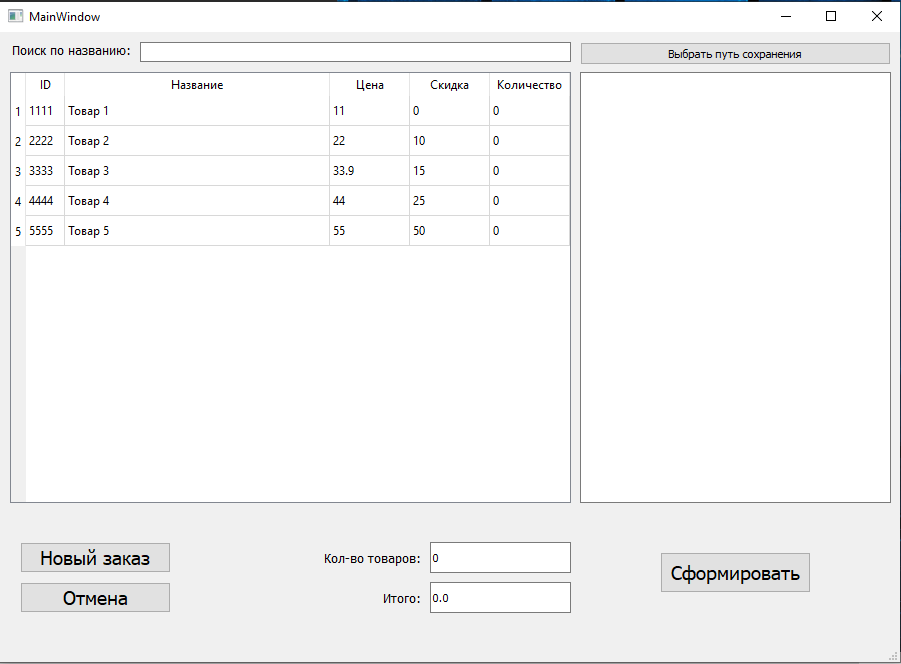 MainWindow
Поиск по названию:
Выбрать путь сохранения
ID Название Цена Скидка Количество
1 1111 Товар 1 11 0 0
2 2222 Товар 2 22 10 0
3 3333 Товар 3 33.9 15 0
4 4444 Товар 4 44 25 0
5 5555 Товар 5 55 50 0
Новый заказ
Кол-во товаров: 0
Сформировать
Отмена
Итого: 0.0